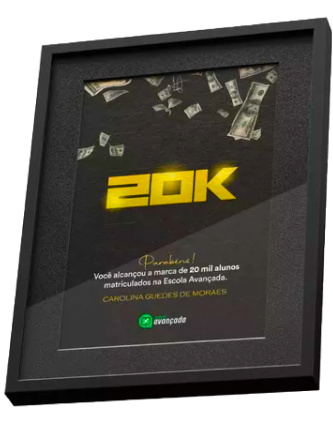 20K
Parabéns!
Você alcançou a marca de 20 mil alunos
matriculados na Escola Avançada.
CAROLINA GUEDES DE MORAES
avançada